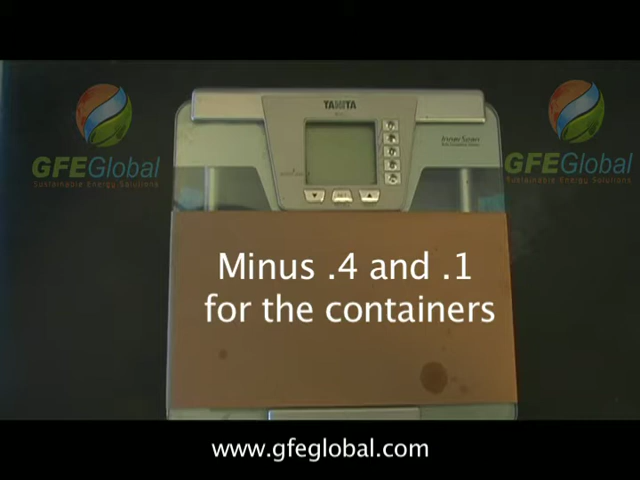 TANITA
InnerScan
GFEGlobal
Sustainable Energy Solutions
GFEGlobal
Sustainable Energy Solutions
SET
Minus .4 and .1
for the containers
www.gfeglobal.com